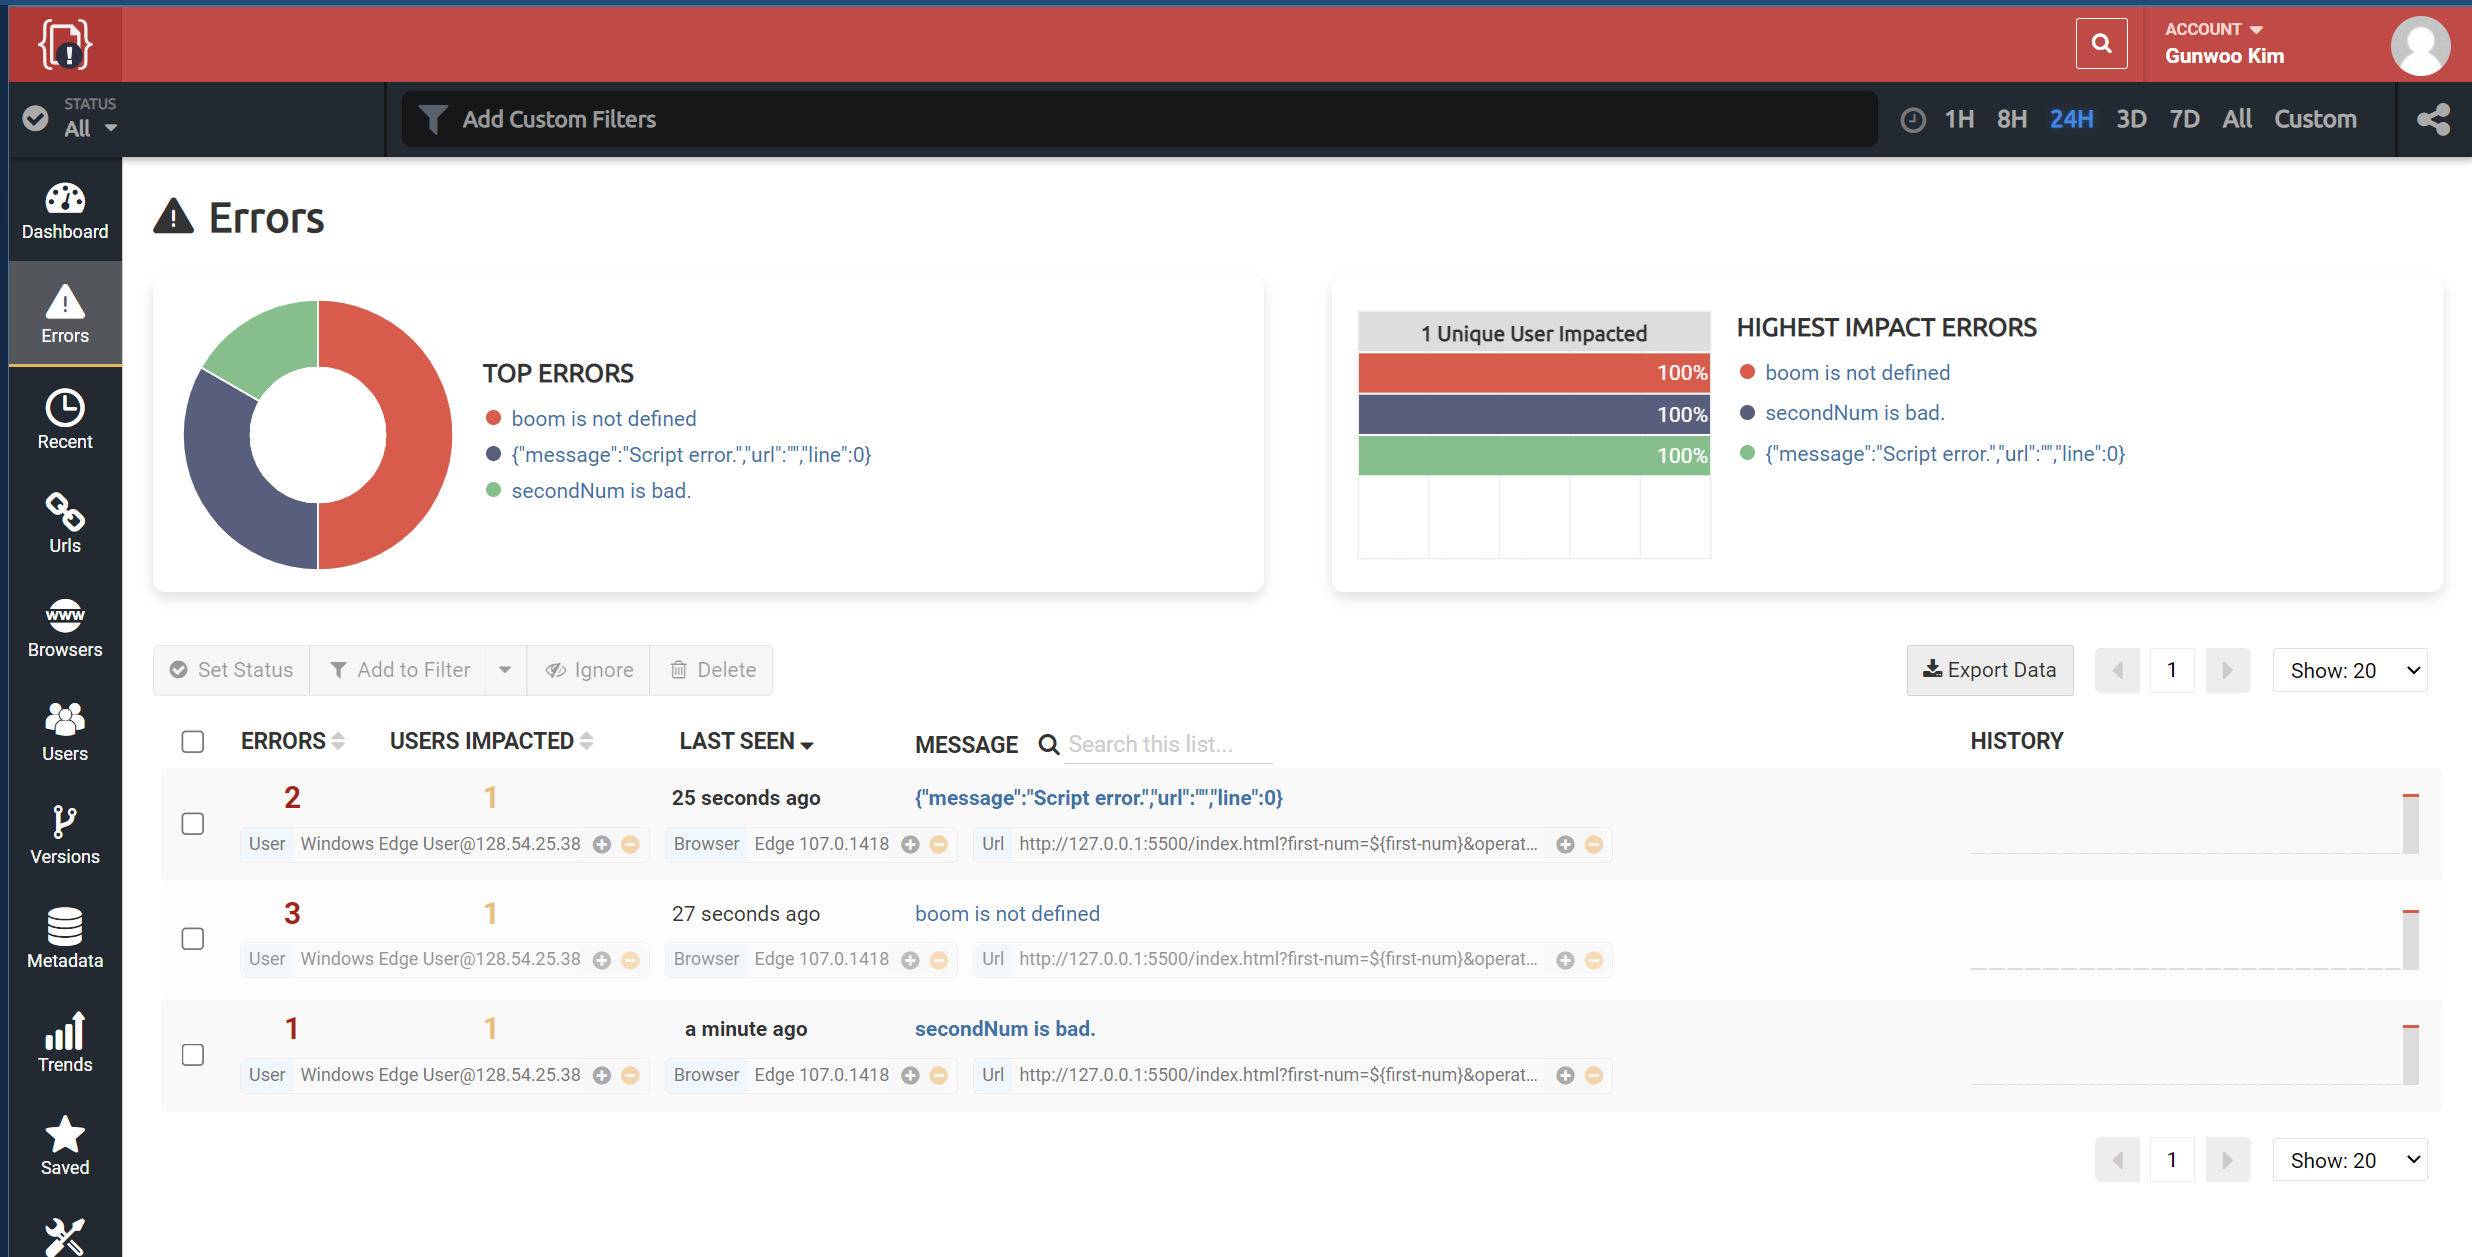 ACCOUNT
Gunwoo Kim
STATUS
All
Add Custom Filters
1H 8H 24H 3D 7D All Custom
Dashboard
Errors
Recent
Urls
www
Browsers
Users
Versions
Metadata
Trends
Saved
Errors
TOP ERRORS
boom is not defined
{"message":"Script error.","url":"","line":0}
secondNum is bad.
1 Unique User Impacted
100%
100%
100%
HIGHEST IMPACT ERRORS
boom is not defined
secondNum is bad.
{"message":"Script error.","url":"","line":0}
Set Status Add to Filter Ignore Delete
Export Data 1 Show: 20
ERRORS USERS IMPACTED LAST SEEN MESSAGE Search this list... HISTORY
2 1 25 seconds ago {"message":"Script error.","url":"","line":0}
User Windows Edge User@128.54.25.38 Browser Edge 107.0.1418 Url http://127.0.0.1:5500/index.html?first-num=${first-num}&operat...
3 1 27 seconds ago boom is not defined
User Windows Edge User@128.54.25.38 Browser Edge 107.0.1418 Url http://127.0.0.1:5500/index.html?first-num=${first-num}&operat...
1 1 a minute ago secondNum is bad.
User Windows Edge User@128.54.25.38 Browser Edge 107.0.1418 Url http://127.0.0.1:5500/index.html?first-num=${first-num}&operat...
1 Show: 20